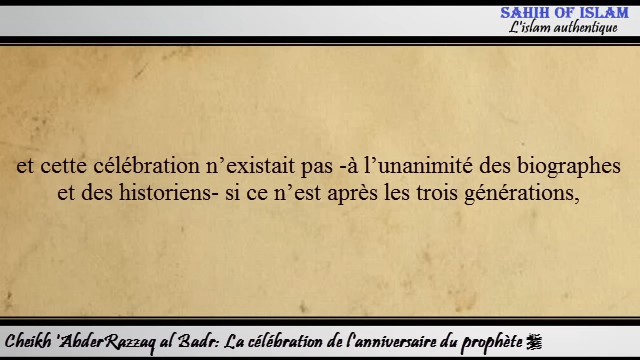 SAHIH OF ISLAM
L'islam authentique
et cette célébration n’existait pas -à l’unanimité des biographes
et des historiens- si ce n’est après les trois générations,
Cheikh 'AbderRazzaq al Badr: La célébration de l'anniversaire du prophète ﷺ